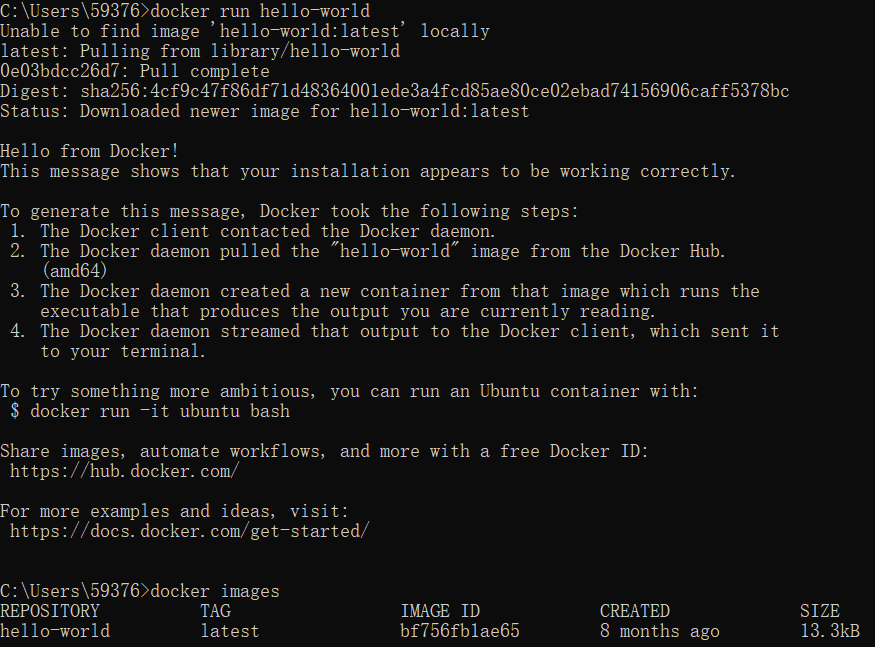 C:\Users\59376>docker run hello-world
Unable to find image 'hello-world:latest' locally
latest: Pulling from library/hello-world
0e03bdcc26d7: Pull complete
Digest: sha256:4cf9c47f86df71d48364001ede3a4fcd85ae80ce02ebad74156906caff5378bc
Status: Downloaded newer image for hello-world:latest
Hello from Docker!
This message shows that your installation appears to be working correctly.
To generate this message, Docker took the following steps:
1. The Docker client contacted the Docker daemon.
2. The Docker daemon pulled the "hello-world" image from the Docker Hub.
(amd64)
3. The Docker daemon created a new container from that image which runs the
executable that produces the output you are currently reading.
4. The Docker daemon streamed that output to the Docker client, which sent it
to your terminal.
To try something more ambitious, you can run an Ubuntu container with:
$ docker run -it ubuntu bash
Share images, automate workflows, and more with a free Docker ID:
https://hub.docker.com/
For more examples and ideas, visit:
https://docs.docker.com/get-started/
C:\Users\59376>docker images
REPOSITORY TAG IMAGE ID CREATED SIZE
hello-world latest bf756fb1ae65 8 months ago 13.3kB